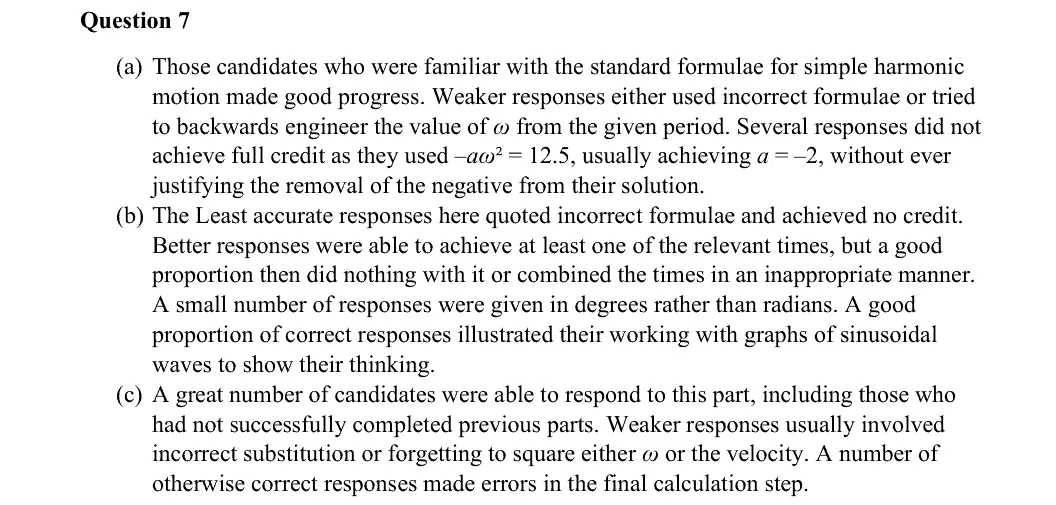 Question 7
(a) Those candidates who were familiar with the standard formulae for simple harmonic
motion made good progress. Weaker responses either used incorrect formulae or tried
to backwards engineer the value of ω from the given period. Several responses did not
achieve full credit as they used –aω² = 12.5, usually achieving a = –2, without ever
justifying the removal of the negative from their solution.
(b) The Least accurate responses here quoted incorrect formulae and achieved no credit.
Better responses were able to achieve at least one of the relevant times, but a good
proportion then did nothing with it or combined the times in an inappropriate manner.
A small number of responses were given in degrees rather than radians. A good
proportion of correct responses illustrated their working with graphs of sinusoidal
waves to show their thinking.
(c) A great number of candidates were able to respond to this part, including those who
had not successfully completed previous parts. Weaker responses usually involved
incorrect substitution or forgetting to square either ω or the velocity. A number of
otherwise correct responses made errors in the final calculation step.